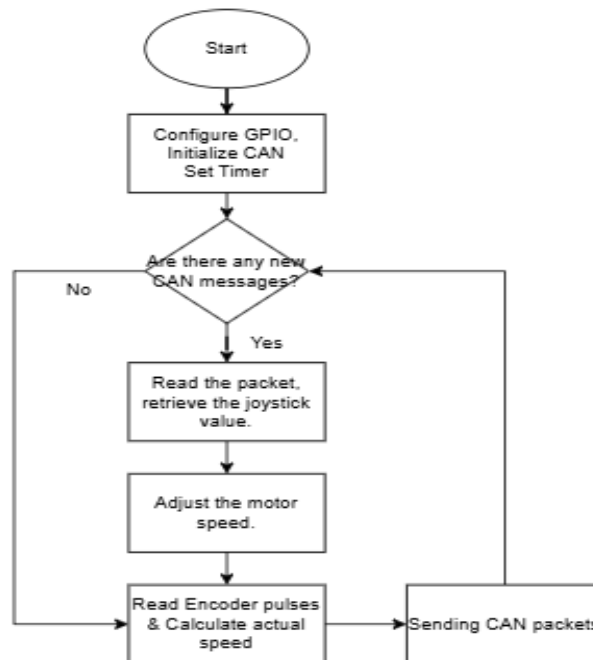 Start
Configure GPIO,
Initialize CAN
Set Timer
Are there any new
CAN messages?
No
Yes
Read the packet,
retrieve the joystick
value.
Adjust the motor
speed.
Read Encoder pulses
& Calculate actual
speed
Sending CAN packets